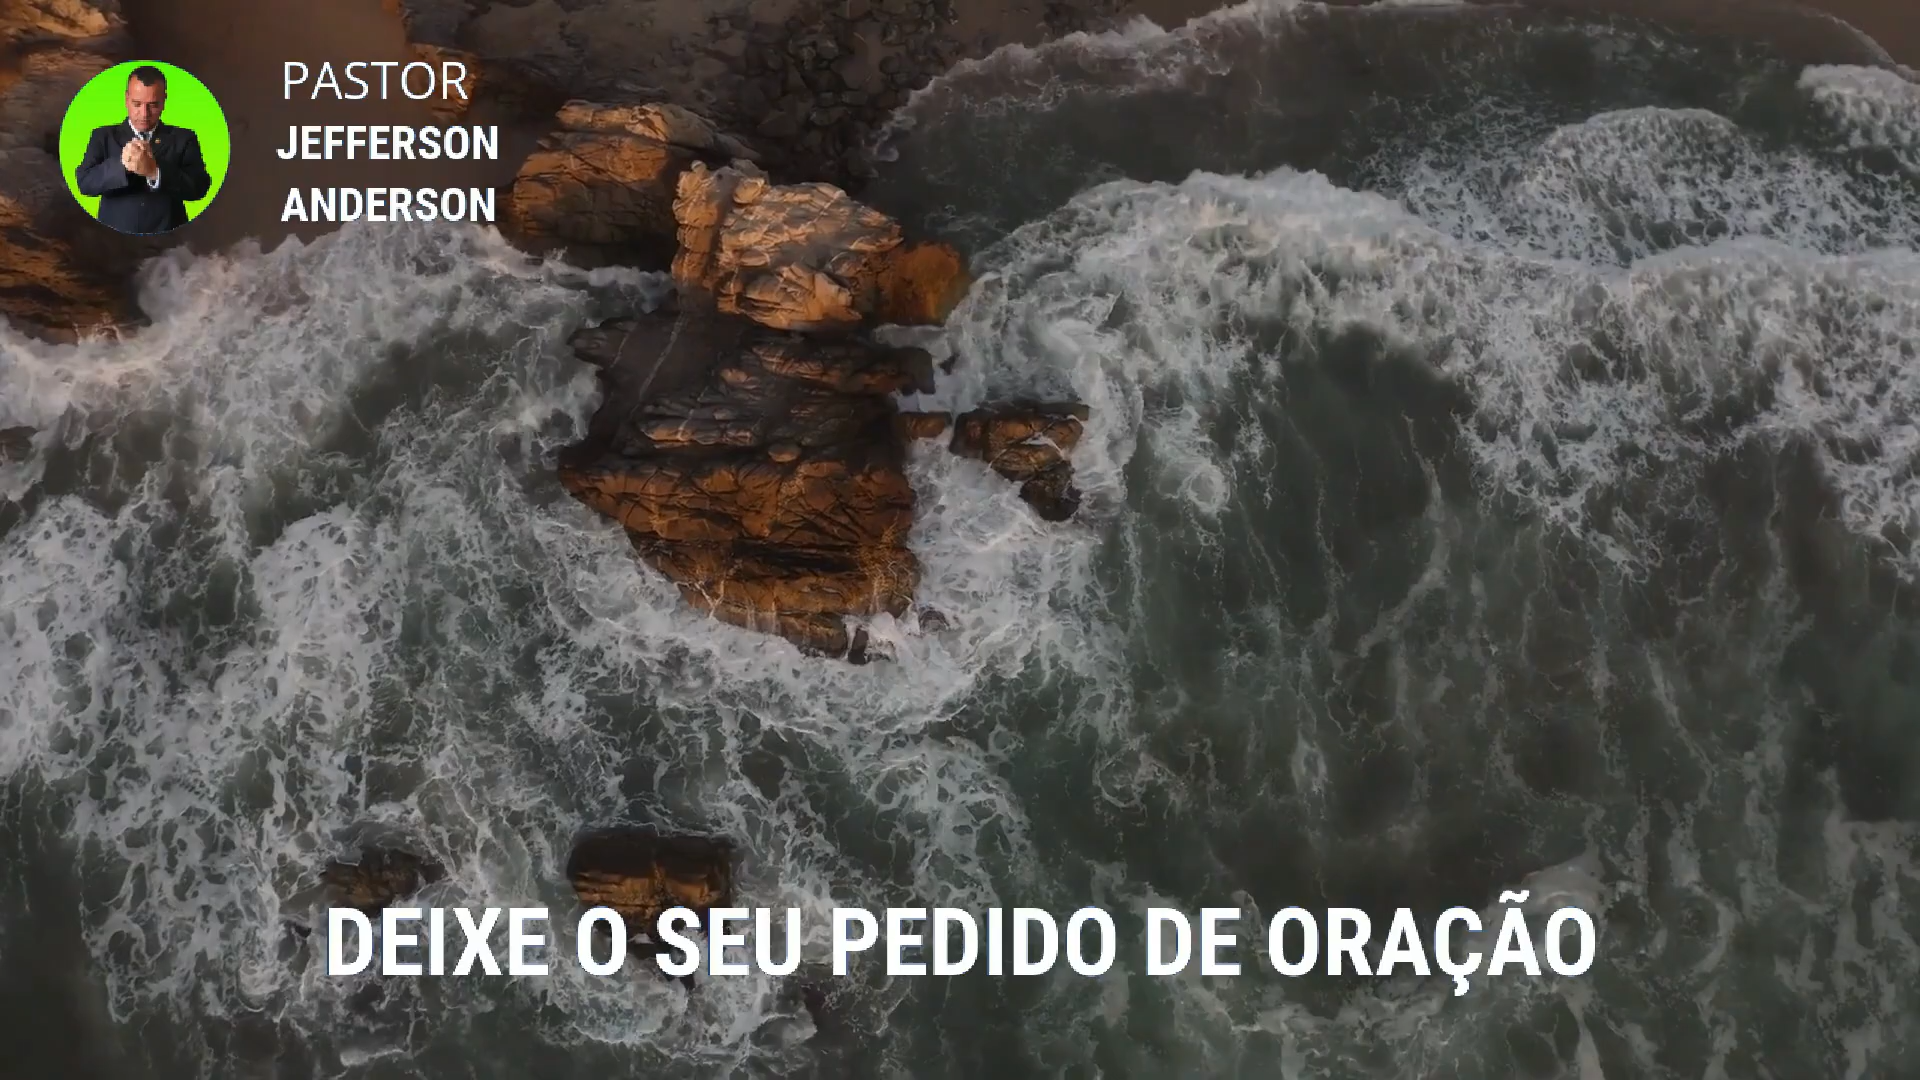 PASTOR
JEFFERSON
ANDERSON
DEIXE O SEU PEDIDO DE ORAÇÃO